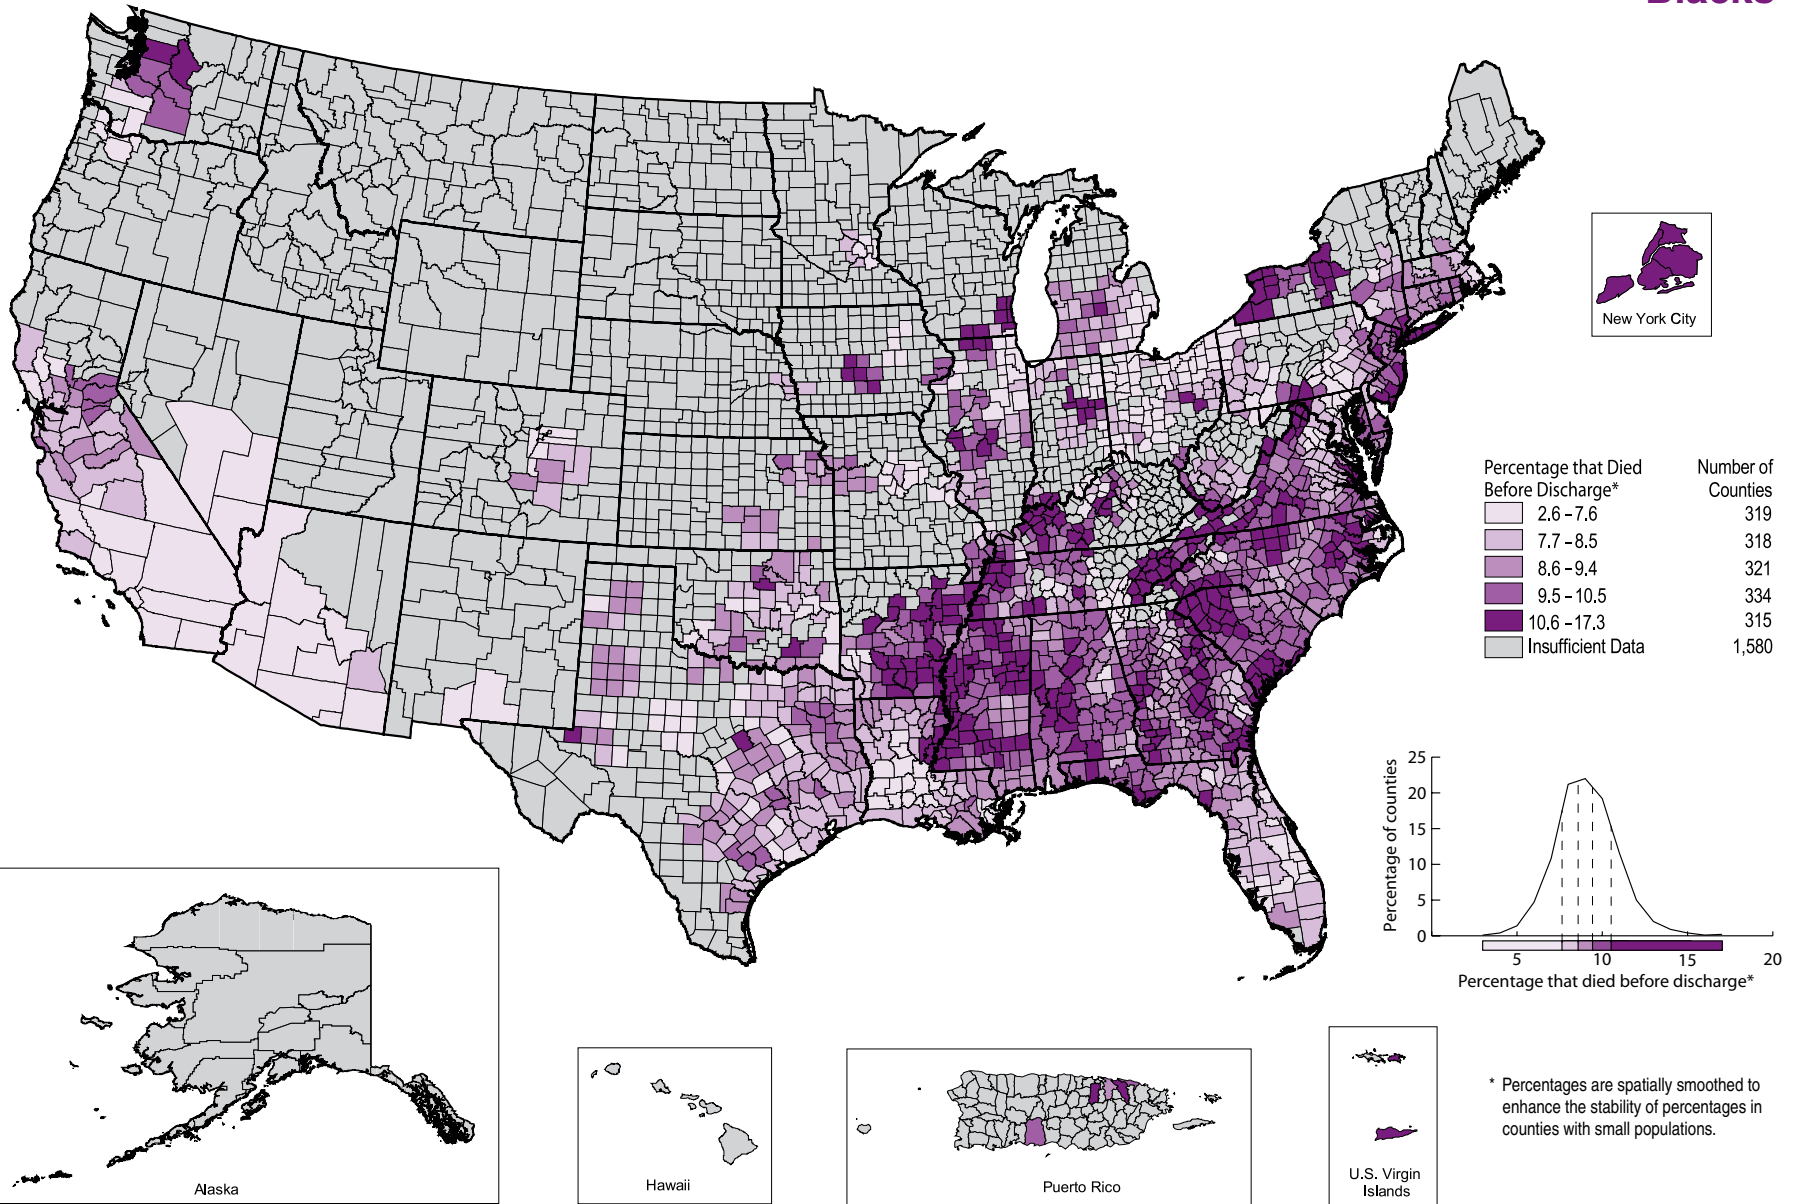 Blacks
New York City
Percentage that Died Number of
Before Discharge* Counties
2.6 – 7.6 319
7.7 – 8.5 318
8.6 – 9.4 321
9.5 – 10.5 334
10.6 – 17.3 315
Insufficient Data 1,580
25
20
15
10
5
0
Percentage of counties
5 10 15 20
Percentage that died before discharge*
* Percentages are spatially smoothed to
enhance the stability of percentages in
counties with small populations.
Alaska
Hawaii
Puerto Rico
U.S. Virgin
Islands